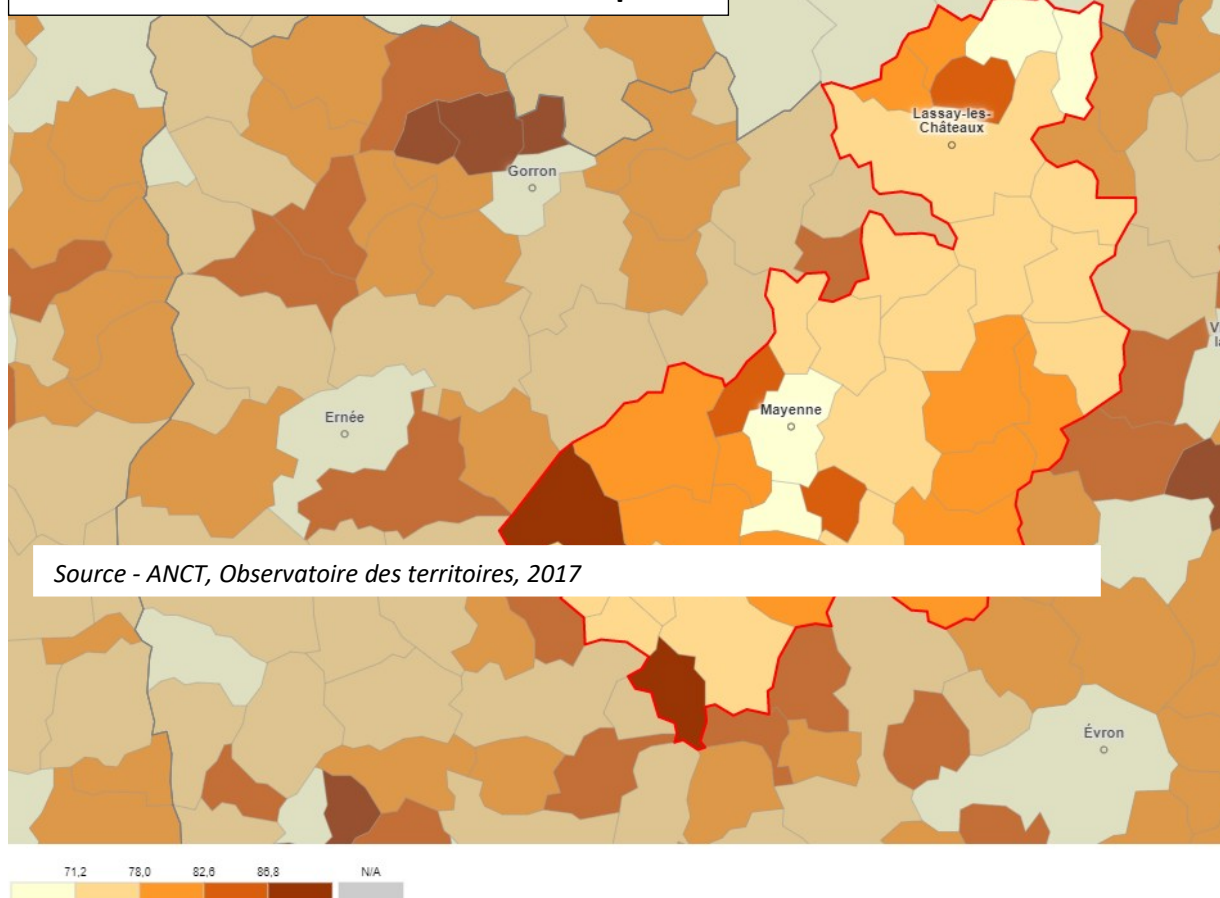 Lassay-les-
Châteaux
Gorron
Ernée
Mayenne
Source - ANCT, Observatoire des territoires, 2017
Évron
71,2 78,0 82,6 86,8 N/A